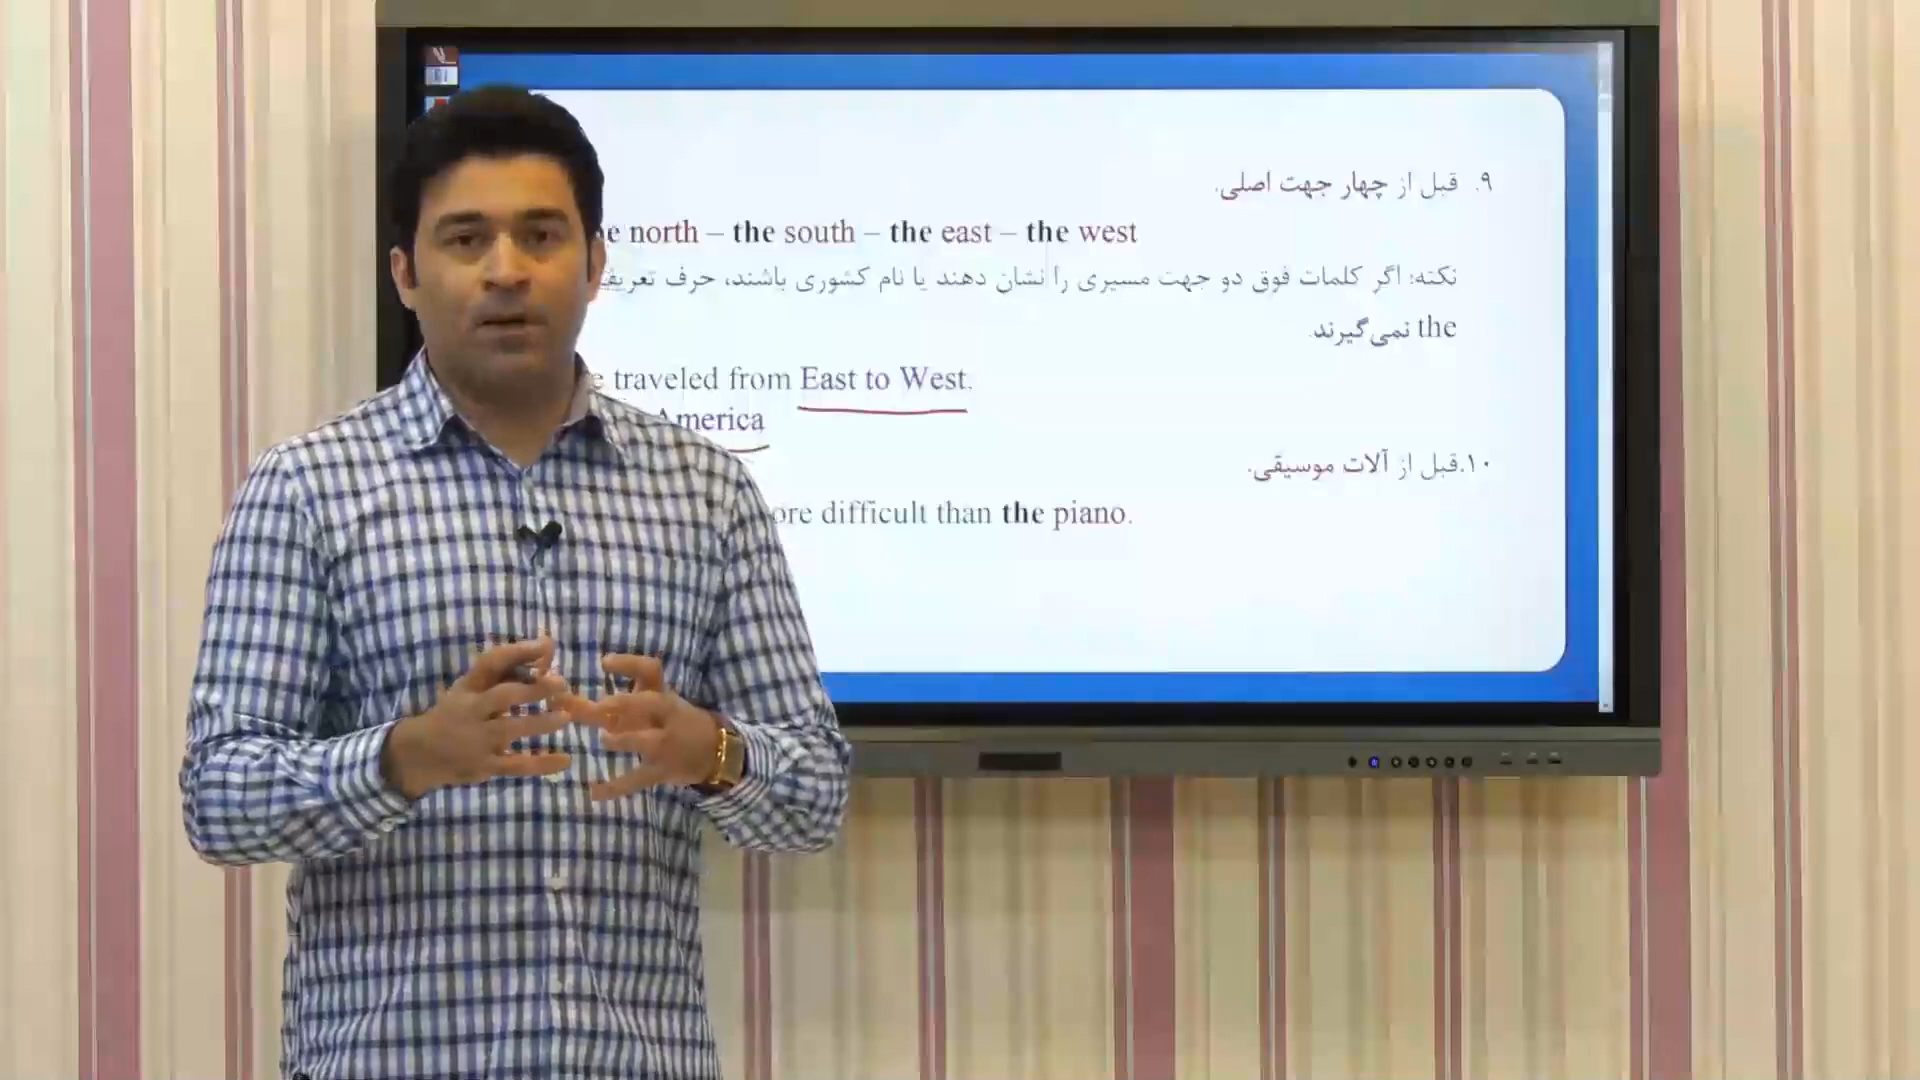 ۹. قبل از چهار جهت اصلی.
north – the south – the east – the west
نکته: اگر کلمات فوق دو جهت مسیری را نشان دهند یا نام کشوری باشند، حرف تعریف
the نمی‌گیرند.
traveled from East to West.
America
۱۰.قبل از آلات موسیقی.
difficult than the piano.